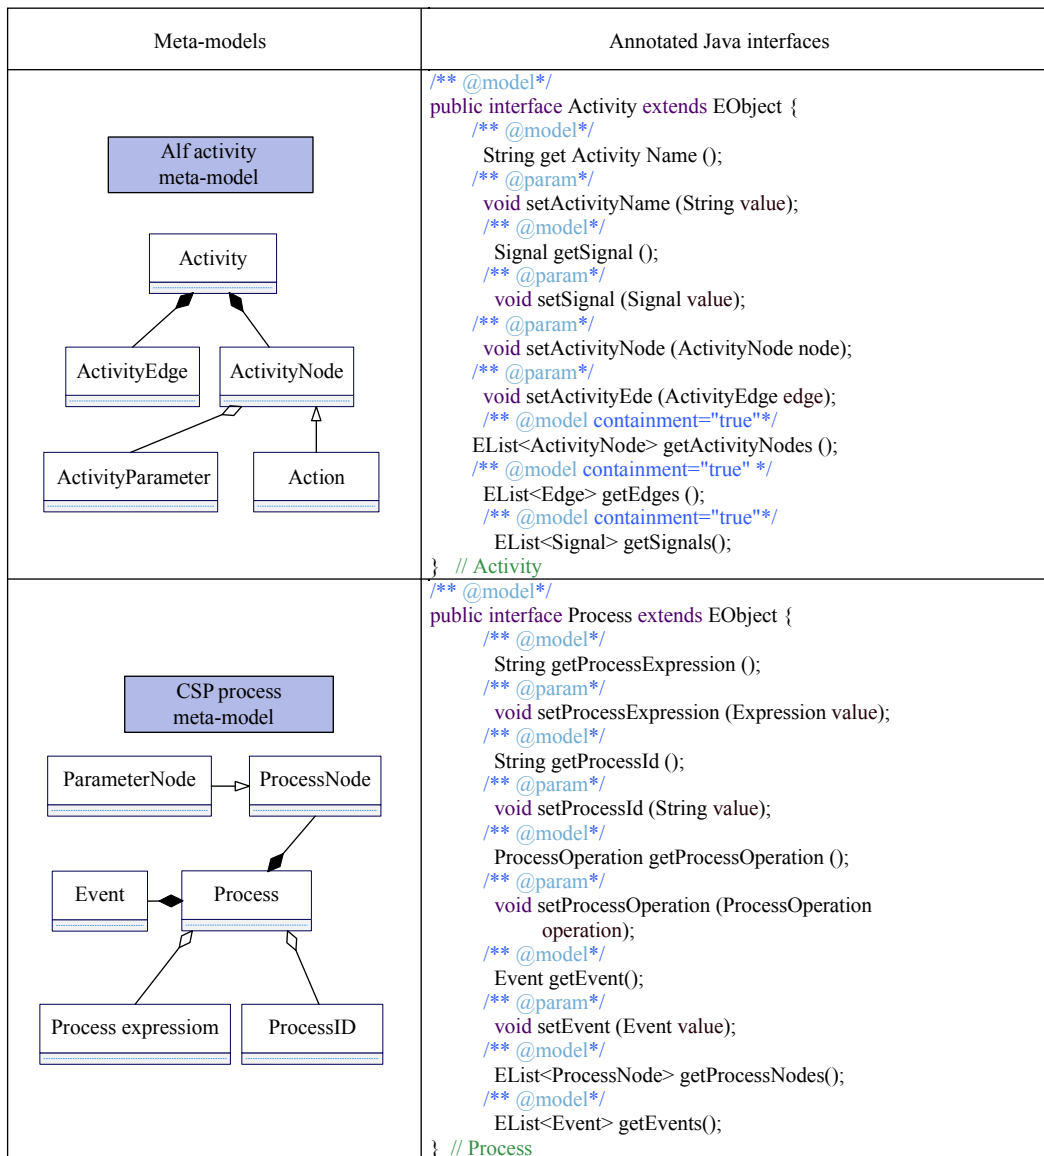 Meta-models
Annotated Java interfaces
Alf activity
meta-model
Activity
ActivityEdge
ActivityNode
ActivityParameter
Action
/** @model*/
public interface Activity extends EObject {
/** @model*/
String get Activity Name ();
/** @param*/
void setActivityName (String value);
/** @model*/
Signal getSignal ();
/** @param*/
void setSignal (Signal value);
/** @param*/
void setActivityNode (ActivityNode node);
/** @param*/
void setActivityEde (ActivityEdge edge);
/** @model containment="true"*/
EList<ActivityNode> getActivityNodes ();
/** @model containment="true" */
EList<Edge> getEdges ();
/** @model containment="true"*/
EList<Signal> getSignals();
} // Activity
CSP process
meta-model
ParameterNode
ProcessNode
Event
Process
Process expressiom
ProcessID
/** @model*/
public interface Process extends EObject {
/** @model*/
String getProcessExpression ();
/** @param*/
void setProcessExpression (Expression value);
/** @model*/
String getProcessId ();
/** @param*/
void setProcessId (String value);
/** @model*/
ProcessOperation getProcessOperation ();
/** @param*/
void setProcessOperation (ProcessOperation
operation);
/** @model*/
Event getEvent();
/** @param*/
void setEvent (Event value);
/** @model*/
EList<ProcessNode> getProcessNodes();
/** @model*/
EList<Event> getEvents();
} // Process